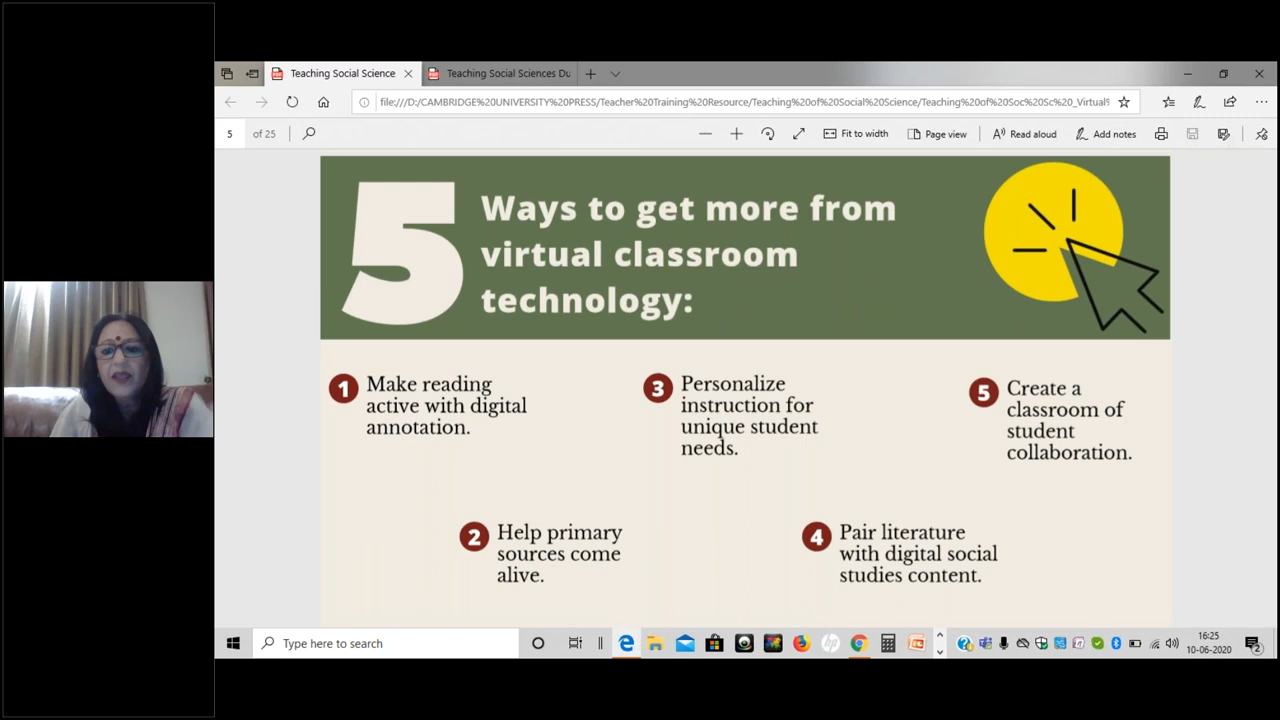 Teaching Social Science
Teaching Social Sciences Du
file:///D:/CAMBRIDGE%20UNIVERSITY%20PRESS/Teacher%20Training%20Resource/Teaching%20of%20Social%20Science/Teaching%20of%20Soc%20Sc%20_Virtual%
5 of 25
Fit to width
Page view
Read aloud
Add notes
5
Ways to get more from
virtual classroom
technology:
1 Make reading
active with digital
annotation.
2 Help primary
sources come
alive.
3 Personalize
instruction for
unique student
needs.
4 Pair literature
with digital social
studies content.
5 Create a
classroom of
student
collaboration.
Type here to search
16:25
10-06-2020
2